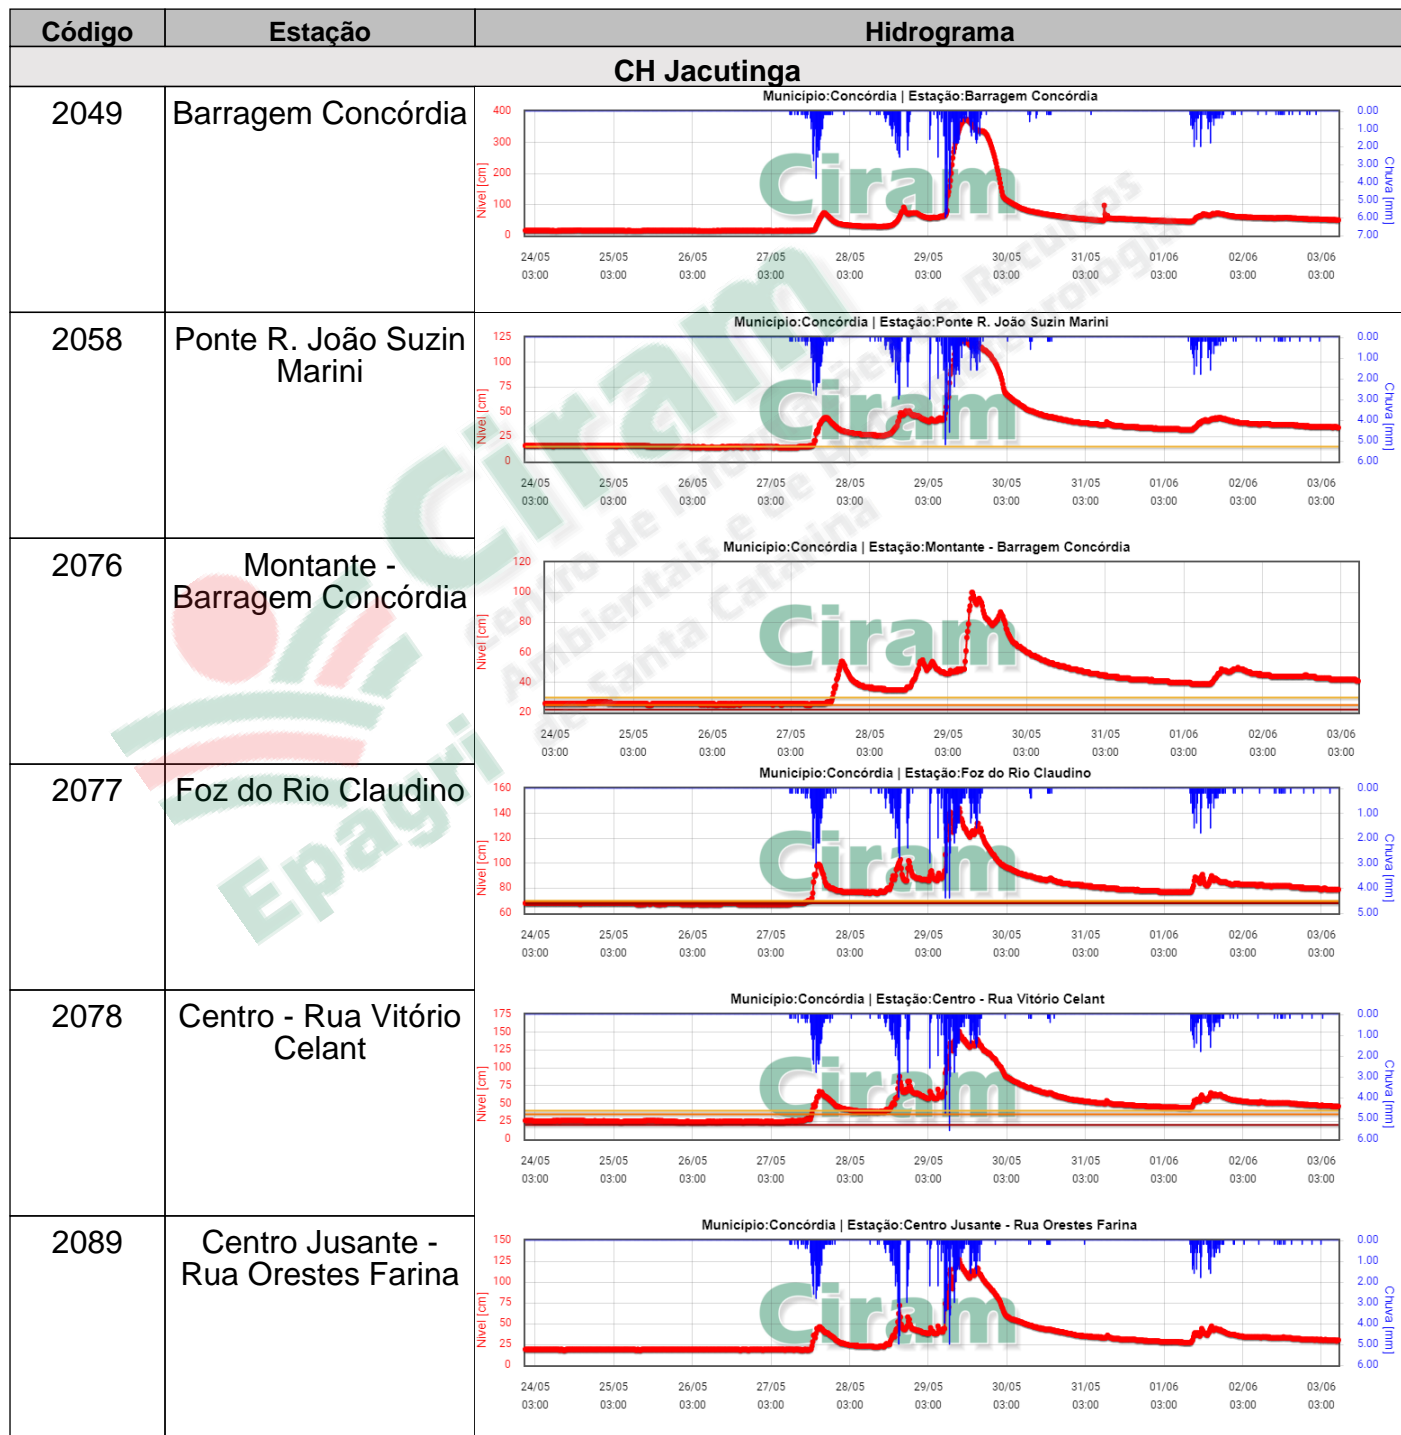 Código Estação Hidrograma
CH Jacutinga
2049 Barragem Concórdia
Município:Concórdia | Estação:Barragem Concórdia
Nível [cm]
400
300
200
100
0
0.00
1.00
2.00
3.00
4.00
5.00
6.00
7.00
Chuva [mm]
24/05 25/05 26/05 27/05 28/05 29/05 30/05 31/05 01/06 02/06 03/06
03:00 03:00 03:00 03:00 03:00 03:00 03:00 03:00 03:00 03:00 03:00
2058 Ponte R. João Suzin
Marini
Município:Concórdia | Estação:Ponte R. João Suzin Marini
Nível [cm]
125
100
75
50
25
0
0.00
1.00
2.00
3.00
4.00
5.00
6.00
Chuva [mm]
24/05 25/05 26/05 27/05 28/05 29/05 30/05 31/05 01/06 02/06 03/06
03:00 03:00 03:00 03:00 03:00 03:00 03:00 03:00 03:00 03:00 03:00
2076 Montante -
Barragem Concórdia
Município:Concórdia | Estação:Montante - Barragem Concórdia
Nível [cm]
120
100
80
60
40
20
24/05 25/05 26/05 27/05 28/05 29/05 30/05 31/05 01/06 02/06 03/06
03:00 03:00 03:00 03:00 03:00 03:00 03:00 03:00 03:00 03:00 03:00
2077 Foz do Rio Claudino
Município:Concórdia | Estação:Foz do Rio Claudino
Nível [cm]
160
140
120
100
80
60
0.00
1.00
2.00
3.00
4.00
5.00
Chuva [mm]
24/05 25/05 26/05 27/05 28/05 29/05 30/05 31/05 01/06 02/06 03/06
03:00 03:00 03:00 03:00 03:00 03:00 03:00 03:00 03:00 03:00 03:00
2078 Centro - Rua Vitório
Celant
Município:Concórdia | Estação:Centro - Rua Vitório Celant
Nível [cm]
175
150
125
100
75
50
25
0
0.00
1.00
2.00
3.00
4.00
5.00
6.00
Chuva [mm]
24/05 25/05 26/05 27/05 28/05 29/05 30/05 31/05 01/06 02/06 03/06
03:00 03:00 03:00 03:00 03:00 03:00 03:00 03:00 03:00 03:00 03:00
2089 Centro Jusante -
Rua Orestes Farina
Município:Concórdia | Estação:Centro Jusante - Rua Orestes Farina
Nível [cm]
150
125
100
75
50
25
0
0.00
1.00
2.00
3.00
4.00
5.00
6.00
Chuva [mm]
24/05 25/05 26/05 27/05 28/05 29/05 30/05 31/05 01/06 02/06 03/06
03:00 03:00 03:00 03:00 03:00 03:00 03:00 03:00 03:00 03:00 03:00
Ciram
Ciram
Ciram
Ciram
Ciram
Ciram
Epagri
Ciram
Centro de Informações de Recursos
Ambientais e de Hidrometeorologia
de Santa Catarina